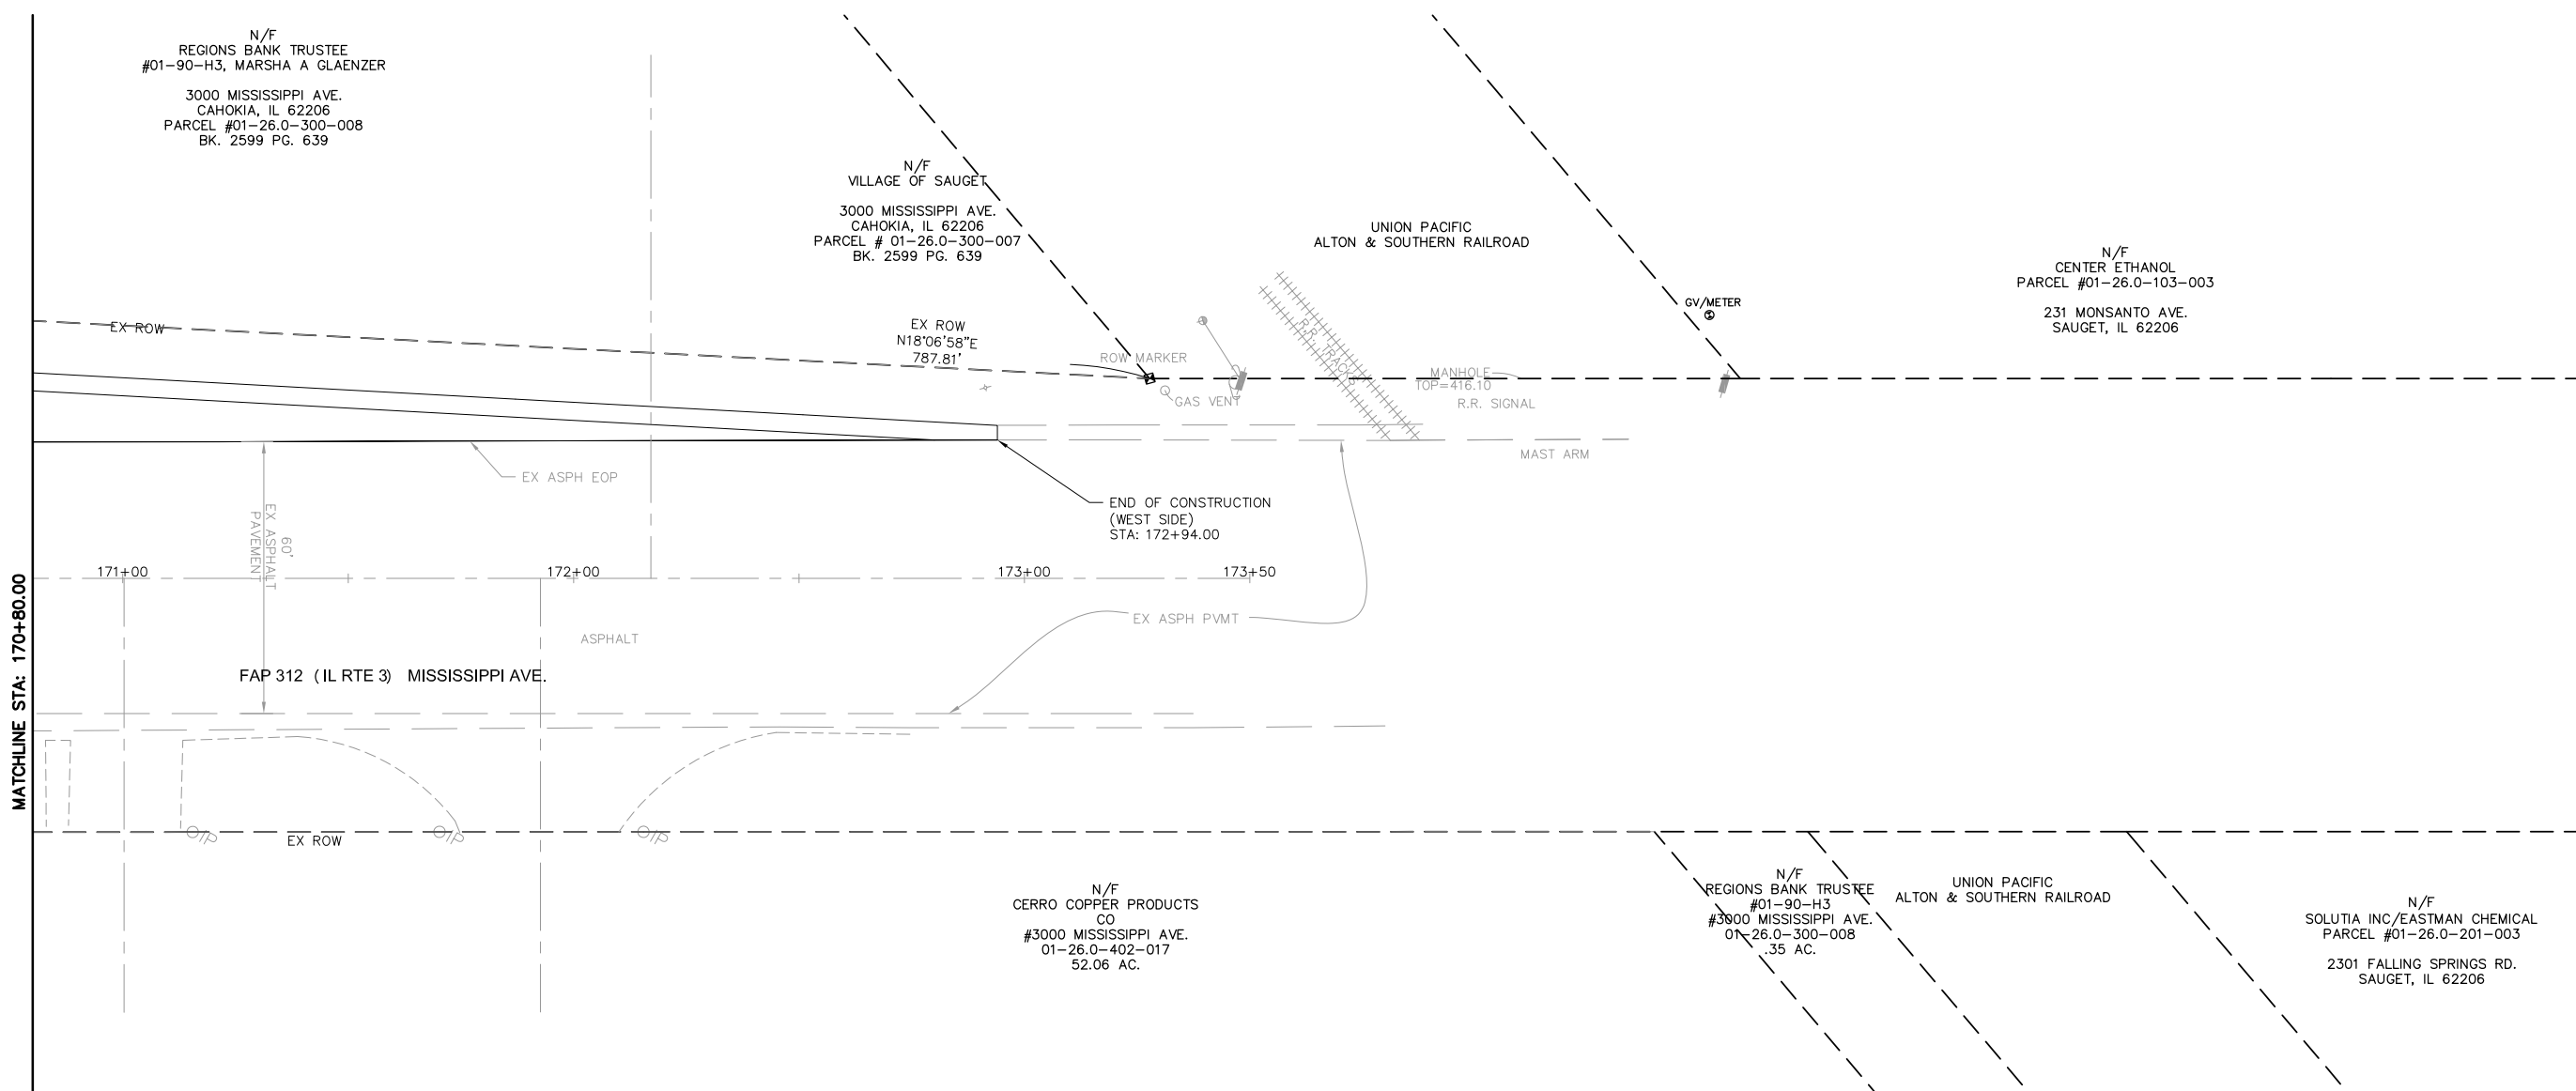 N/F
REGIONS BANK TRUSTEE
#01-90-H3, MARSHA A GLAENZER
3000 MISSISSIPPI AVE.
CAHOKIA, IL 62206
PARCEL #01-26.0-300-008
BK. 2599 PG. 639
N/F
VILLAGE OF SAUGET
3000 MISSISSIPPI AVE.
CAHOKIA, IL 62206
PARCEL # 01-26.0-300-007
BK. 2599 PG. 639
UNION PACIFIC
ALTON & SOUTHERN RAILROAD
N/F
CENTER ETHANOL
PARCEL #01-26.0-103-003
231 MONSANTO AVE.
SAUGET, IL 62206
GV/METER
EX ROW
EX ROW
N18°06'58"E
787.81'
ROW MARKER
GAS VENT
R.R. TRACKS
MANHOLE
TOP=416.10
R.R. SIGNAL
MAST ARM
EX ASPH EOP
END OF CONSTRUCTION
(WEST SIDE)
STA: 172+94.00
60'
EX ASPHALT
PAVEMENT
171+00
172+00
173+00
173+50
EX ASPH PVMT
ASPHALT
FAP 312 (IL RTE 3) MISSISSIPPI AVE.
MATCHLINE STA: 170+80.00
IP
IP
IP
EX ROW
N/F
CERRO COPPER PRODUCTS
CO
#3000 MISSISSIPPI AVE.
01-26.0-402-017
52.06 AC.
N/F
REGIONS BANK TRUSTEE
#01-90-H3
#3000 MISSISSIPPI AVE.
01-26.0-300-008
.35 AC.
UNION PACIFIC
ALTON & SOUTHERN RAILROAD
N/F
SOLUTIA INC/EASTMAN CHEMICAL
PARCEL #01-26.0-201-003
2301 FALLING SPRINGS RD.
SAUGET, IL 62206